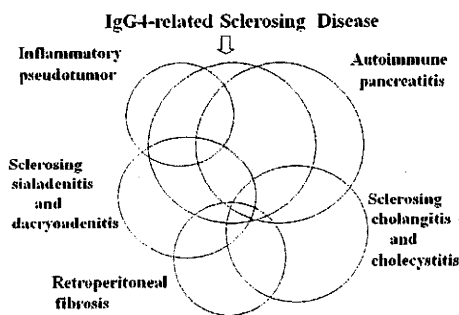 IgG4-related Sclerosing Disease
Inflammatory
pseudotumor
Autoimmune
pancreatitis
Sclerosing
sialadenitis
and
dacryoadenitis
Sclerosing
cholangitis
and
cholecystitis
Retroperitoneal
fibrosis